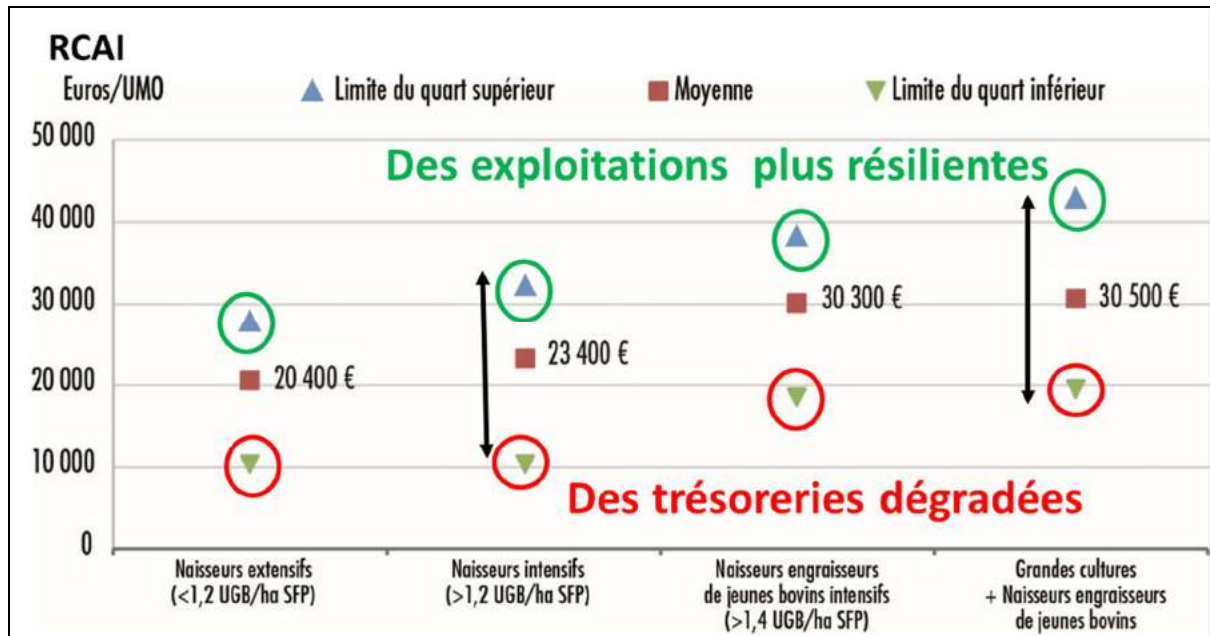 RCAI
Euros/UMO
Limite du quart supérieur
Moyenne
Limite du quart inférieur
50 000
Des exploitations plus résilientes
40 000
30 000
30 300 €
30 500 €
23 400 €
20 400 €
20 000
10 000
Des trésoreries dégradées
0
Naisseurs extensifs
(<1,2 UGB/ha SFP)
Naisseurs intensifs
(>1,2 UGB/ha SFP)
Naisseurs engraisseurs
de jeunes bovins intensifs
(>1,4 UGB/ha SFP)
Grandes cultures
+ Naisseurs engraisseurs
de jeunes bovins